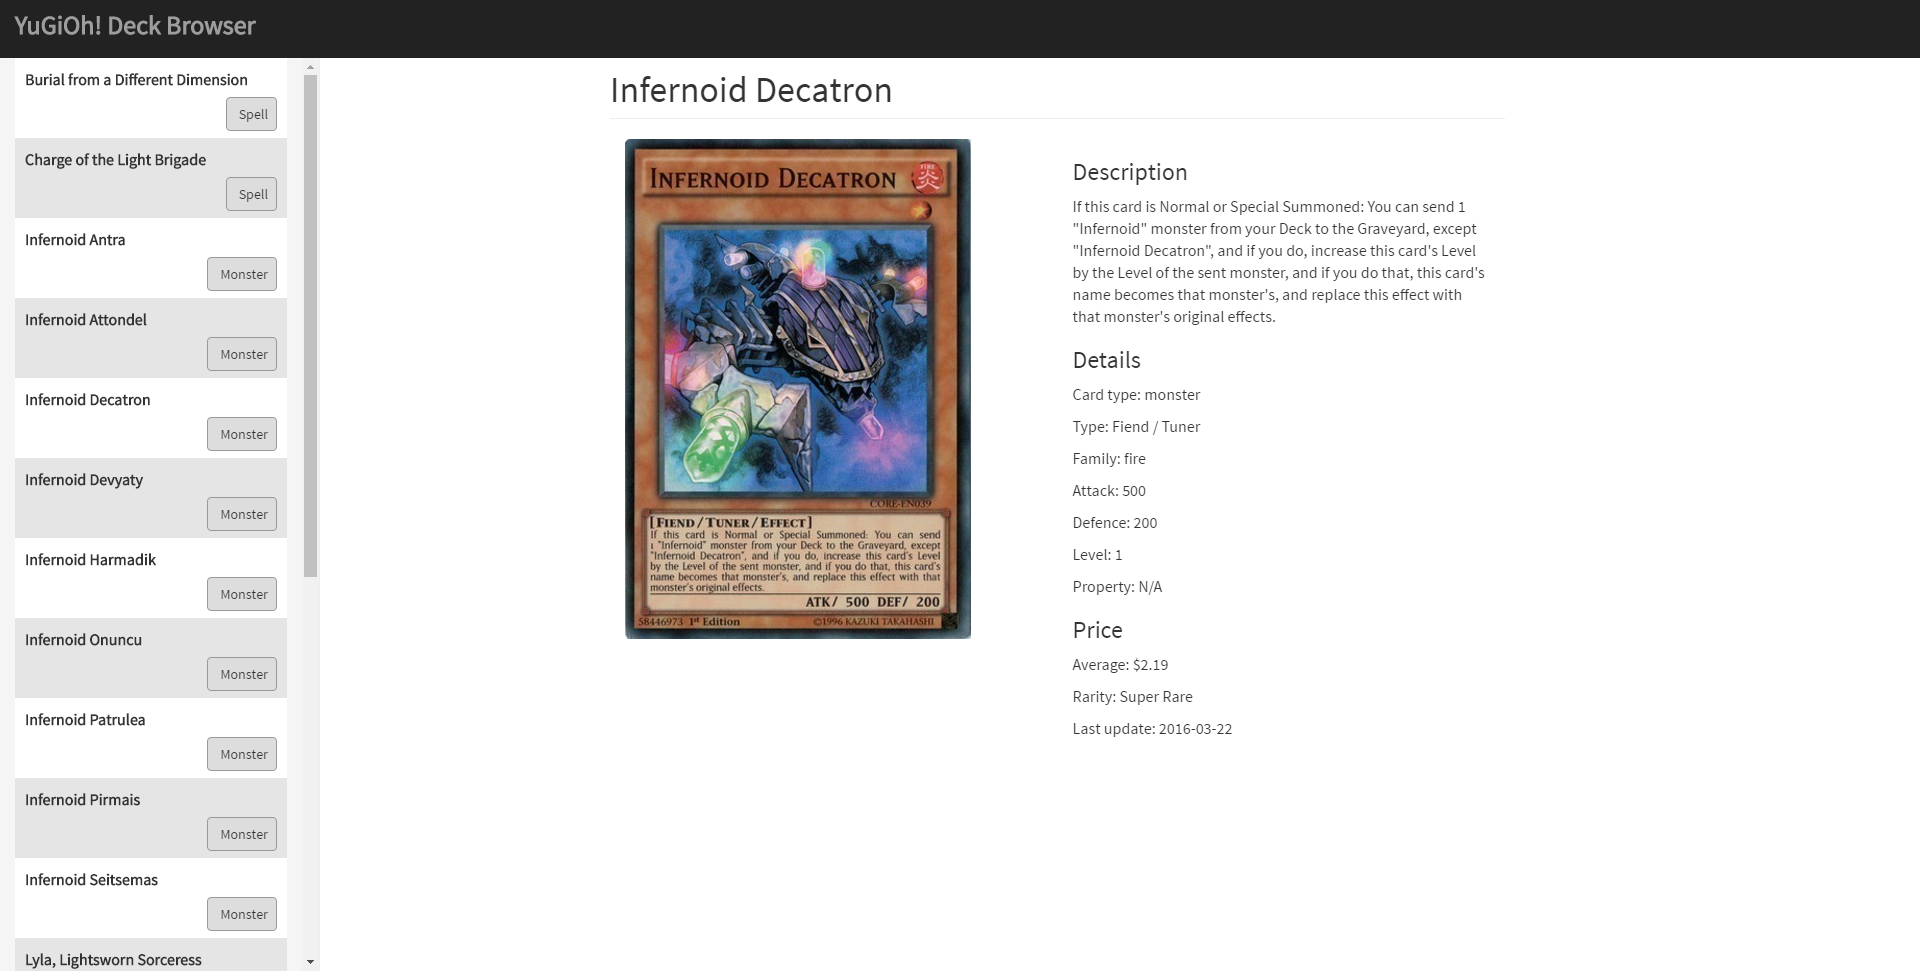 YuGiOh! Deck Browser
Burial from a Different Dimension
Spell
Charge of the Light Brigade
Spell
Infernoid Antra
Monster
Infernoid Attondel
Monster
Infernoid Decatron
Monster
Infernoid Devyaty
Monster
Infernoid Harmadik
Monster
Infernoid Onuncu
Monster
Infernoid Patrulea
Monster
Infernoid Pirmais
Monster
Infernoid Seitsemas
Monster
Lyla, Lightsworn Sorceress
Infernoid Decatron
INFERNOID DECATRON
FIRE
炎
CORE-EN039
[FIEND/TUNER/EFFECT]
If this card is Normal or Special Summoned: You can send
1 "Infernoid" monster from your Deck to the Graveyard, except
"Infernoid Decatron", and if you do, increase this card's Level
by the Level of the sent monster, and if you do that, this card's
name becomes that monster's, and replace this effect with that
monster's original effects.
ATK/ 500 DEF/ 200
58446973 1st Edition ©1996 KAZUKI TAKAHASHI
Description
If this card is Normal or Special Summoned: You can send 1
"Infernoid" monster from your Deck to the Graveyard, except
"Infernoid Decatron", and if you do, increase this card's Level
by the Level of the sent monster, and if you do that, this card's
name becomes that monster's, and replace this effect with
that monster's original effects.
Details
Card type: monster
Type: Fiend / Tuner
Family: fire
Attack: 500
Defence: 200
Level: 1
Property: N/A
Price
Average: $2.19
Rarity: Super Rare
Last update: 2016-03-22